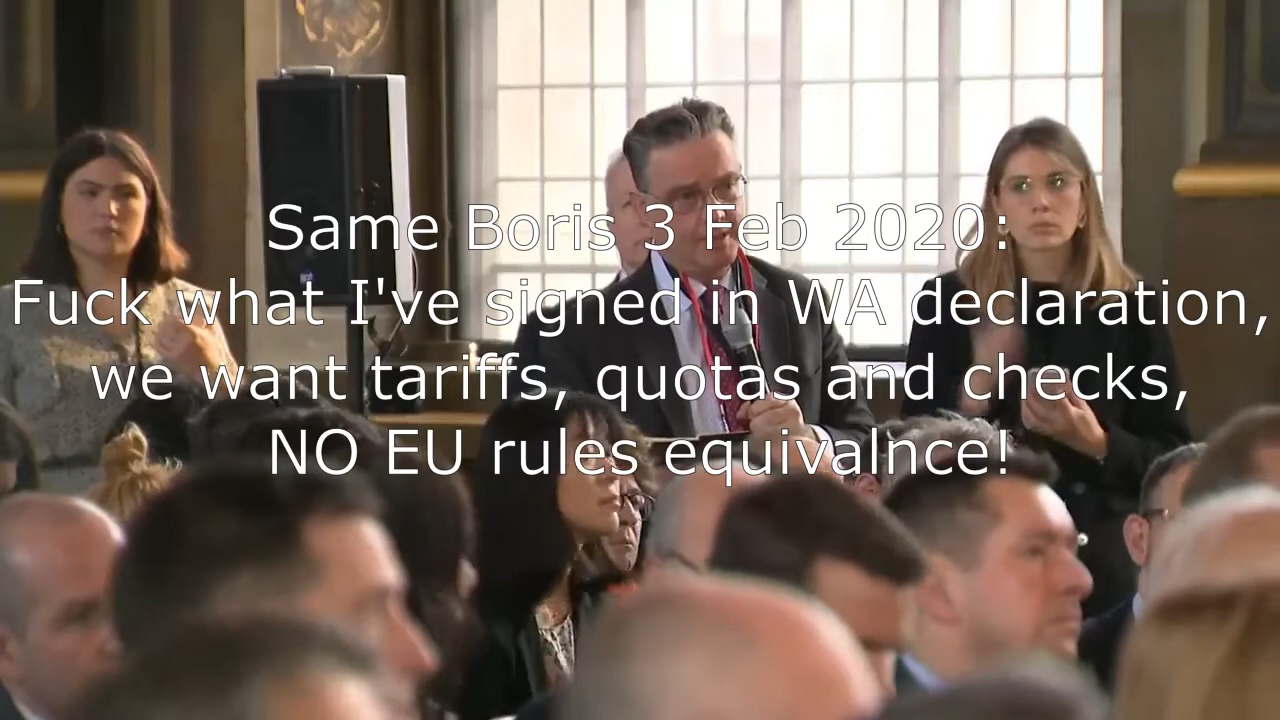 Same Boris 3 Feb 2020:
Fuck what I've signed in WA declaration,
we want tariffs, quotas and checks,
NO EU rules equivalnce!